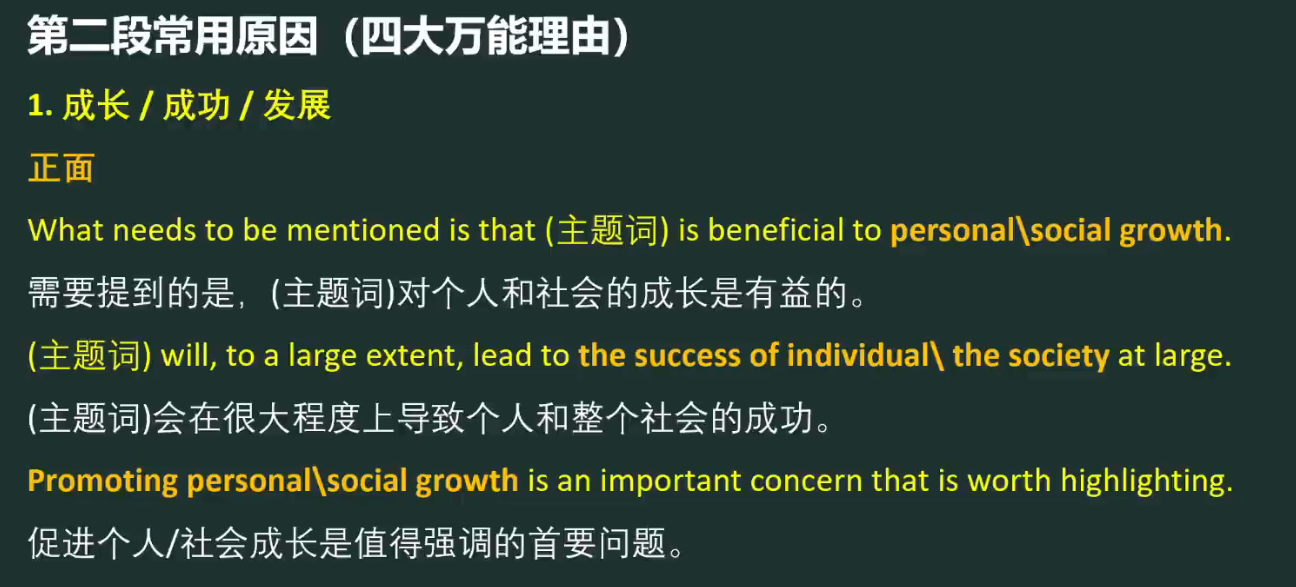 第二段常用原因（四大万能理由）
1. 成长 / 成功 / 发展
正面
What needs to be mentioned is that (主题词) is beneficial to personal\social growth.
需要提到的是，(主题词)对个人和社会的成长是有益的。
(主题词) will, to a large extent, lead to the success of individual\ the society at large.
(主题词)会在很大程度上导致个人和整个社会的成功。
Promoting personal\social growth is an important concern that is worth highlighting.
促进个人/社会成长是值得强调的首要问题。